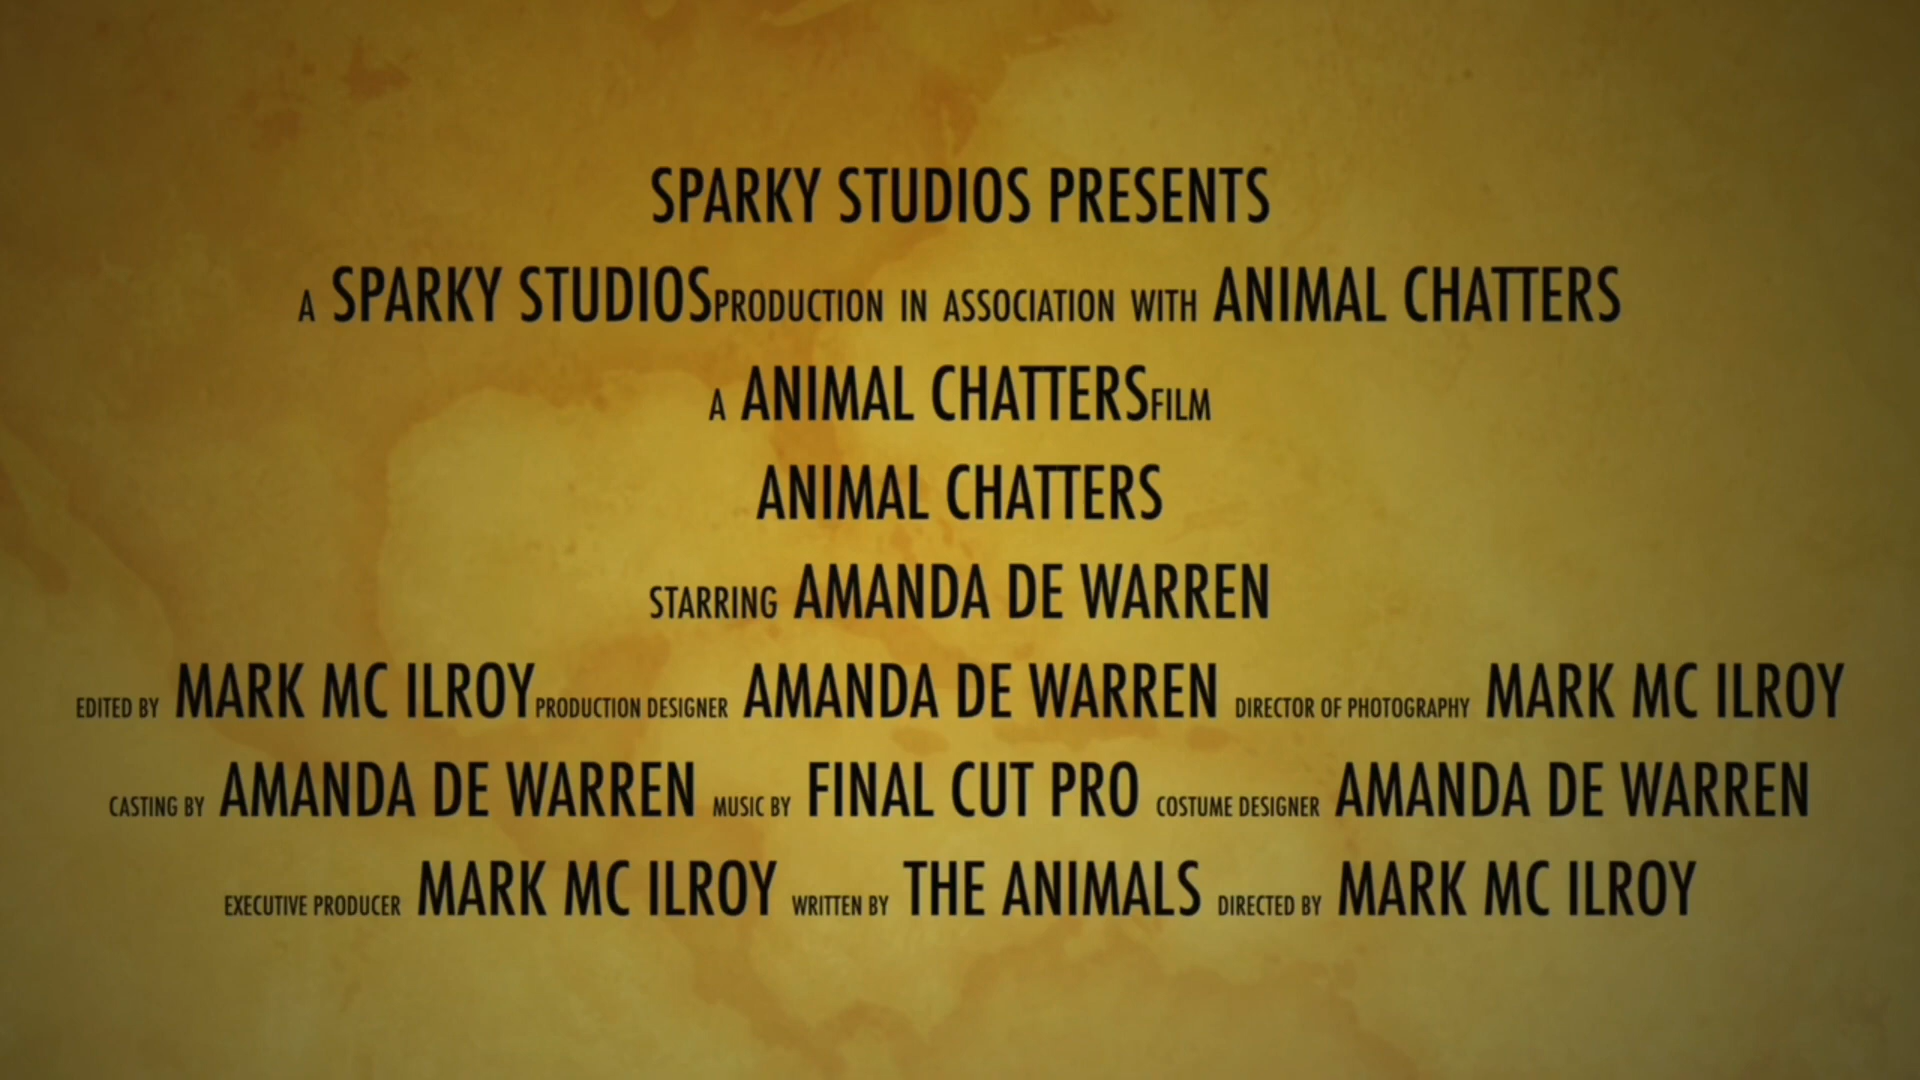 SPARKY STUDIOS PRESENTS
A SPARKY STUDIOSPRODUCTION IN ASSOCIATION WITH ANIMAL CHATTERS
A ANIMAL CHATTERSFILM
ANIMAL CHATTERS
STARRING AMANDA DE WARREN
EDITED BY MARK MC ILROYPRODUCTION DESIGNER AMANDA DE WARREN DIRECTOR OF PHOTOGRAPHY MARK MC ILROY
CASTING BY AMANDA DE WARREN MUSIC BY FINAL CUT PRO COSTUME DESIGNER AMANDA DE WARREN
EXECUTIVE PRODUCER MARK MC ILROY WRITTEN BY THE ANIMALS DIRECTED BY MARK MC ILROY